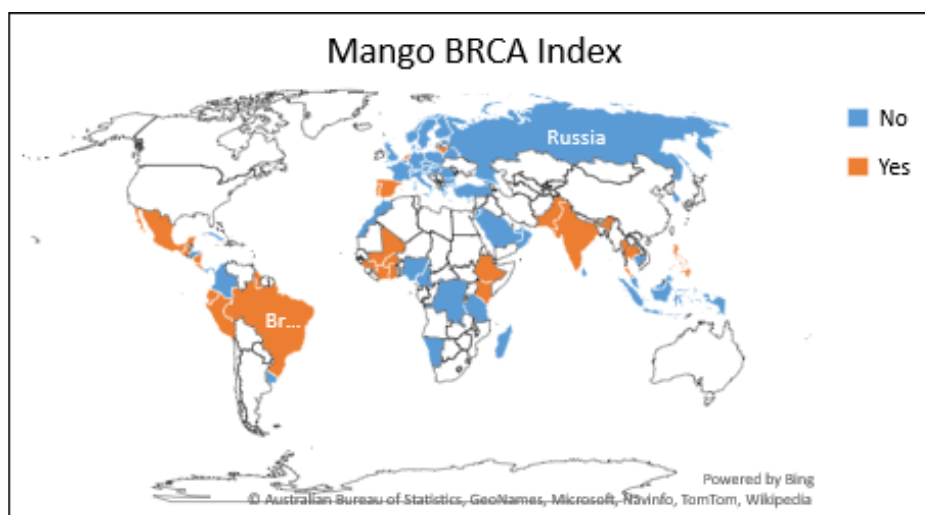 Mango BRCA Index
Russia
No
Yes
Br...
Powered by Bing
© Australian Bureau of Statistics, GeoNames, Microsoft, Navinfo, TomTom, Wikipedia